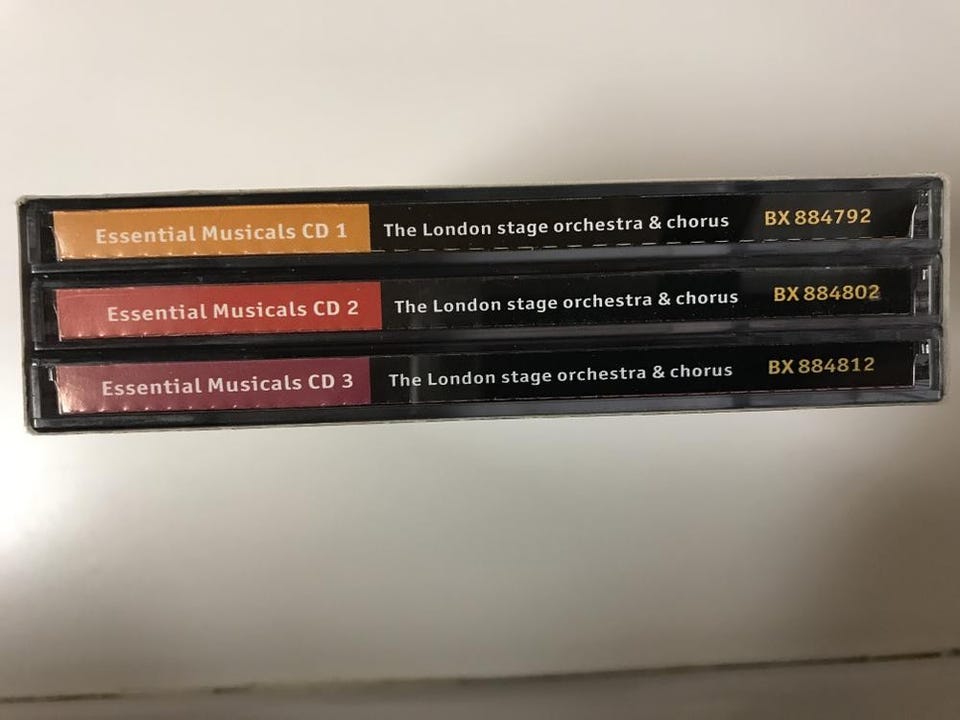 Essential Musicals CD 1 The London stage orchestra & chorus BX 884792
Essential Musicals CD 2 The London stage orchestra & chorus BX 884802
Essential Musicals CD 3 The London stage orchestra & chorus BX 884812